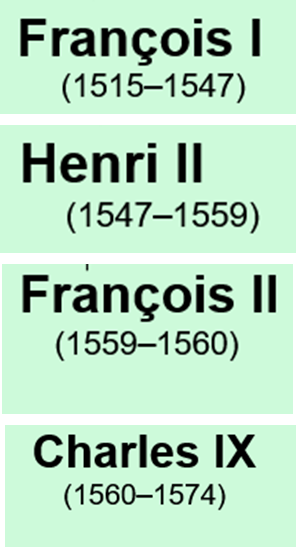 François I
(1515–1547)
Henri II
(1547–1559)
François II
(1559–1560)
Charles IX
(1560–1574)